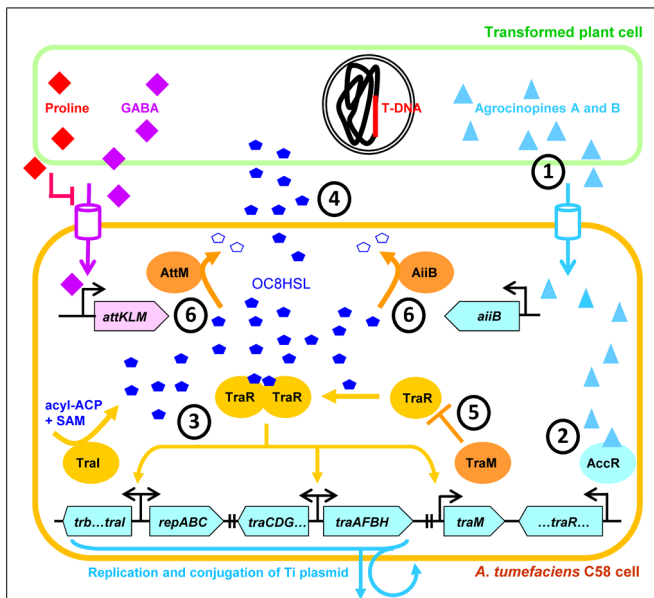 Transformed plant cell
Proline
GABA
T-DNA
Agrocinopines A and B
1
4
AttM
AiiB
OC8HSL
attKLM
6
6
aiiB
acyl-ACP
+ SAM
3
TraR
TraR
TraR
5
2
TraI
TraM
AccR
trb...traI
repABC
traCDG...
traAFBH
traM
...traR...
Replication and conjugation of Ti plasmid
A. tumefaciens C58 cell